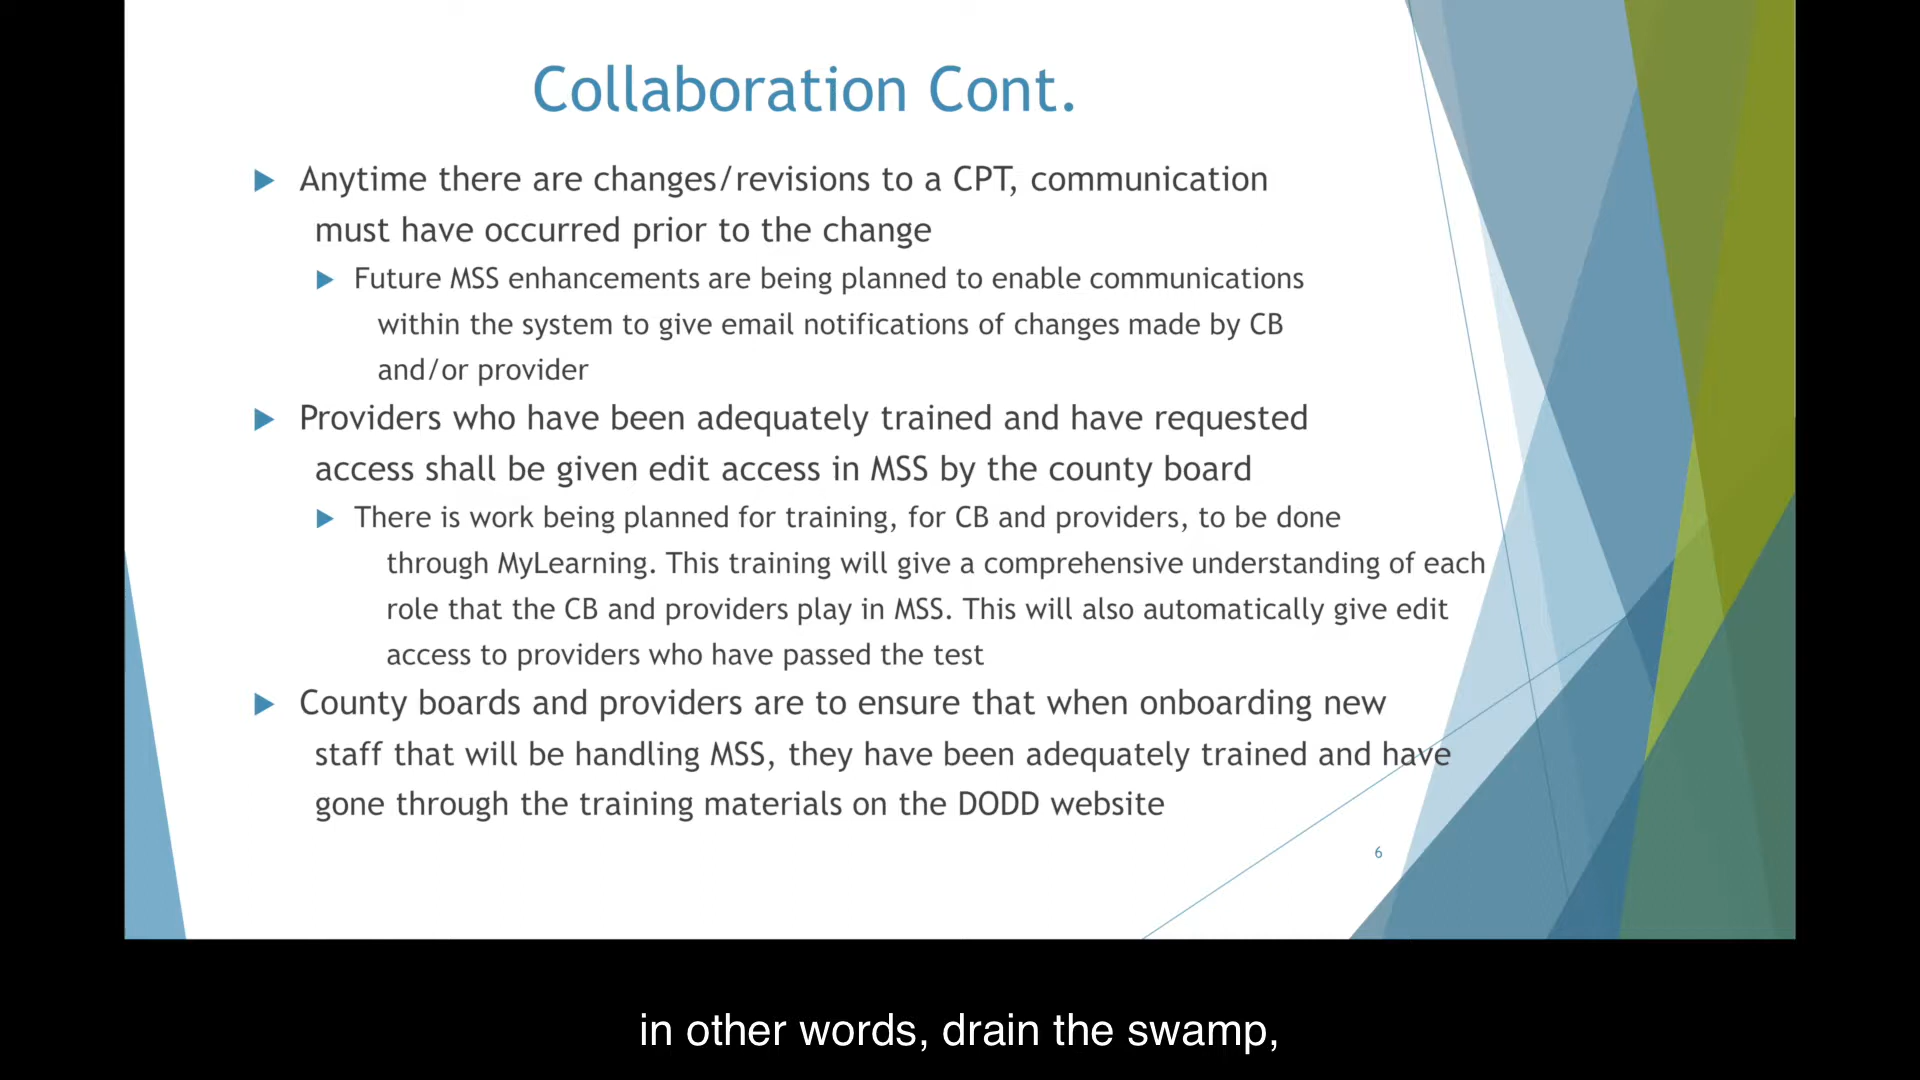 Collaboration Cont.
Anytime there are changes/revisions to a CPT, communication
must have occurred prior to the change
Future MSS enhancements are being planned to enable communications
within the system to give email notifications of changes made by CB
and/or provider
Providers who have been adequately trained and have requested
access shall be given edit access in MSS by the county board
There is work being planned for training, for CB and providers, to be done
through MyLearning. This training will give a comprehensive understanding of each
role that the CB and providers play in MSS. This will also automatically give edit
access to providers who have passed the test
County boards and providers are to ensure that when onboarding new
staff that will be handling MSS, they have been adequately trained and have
gone through the training materials on the DODD website
6
in other words, drain the swamp,